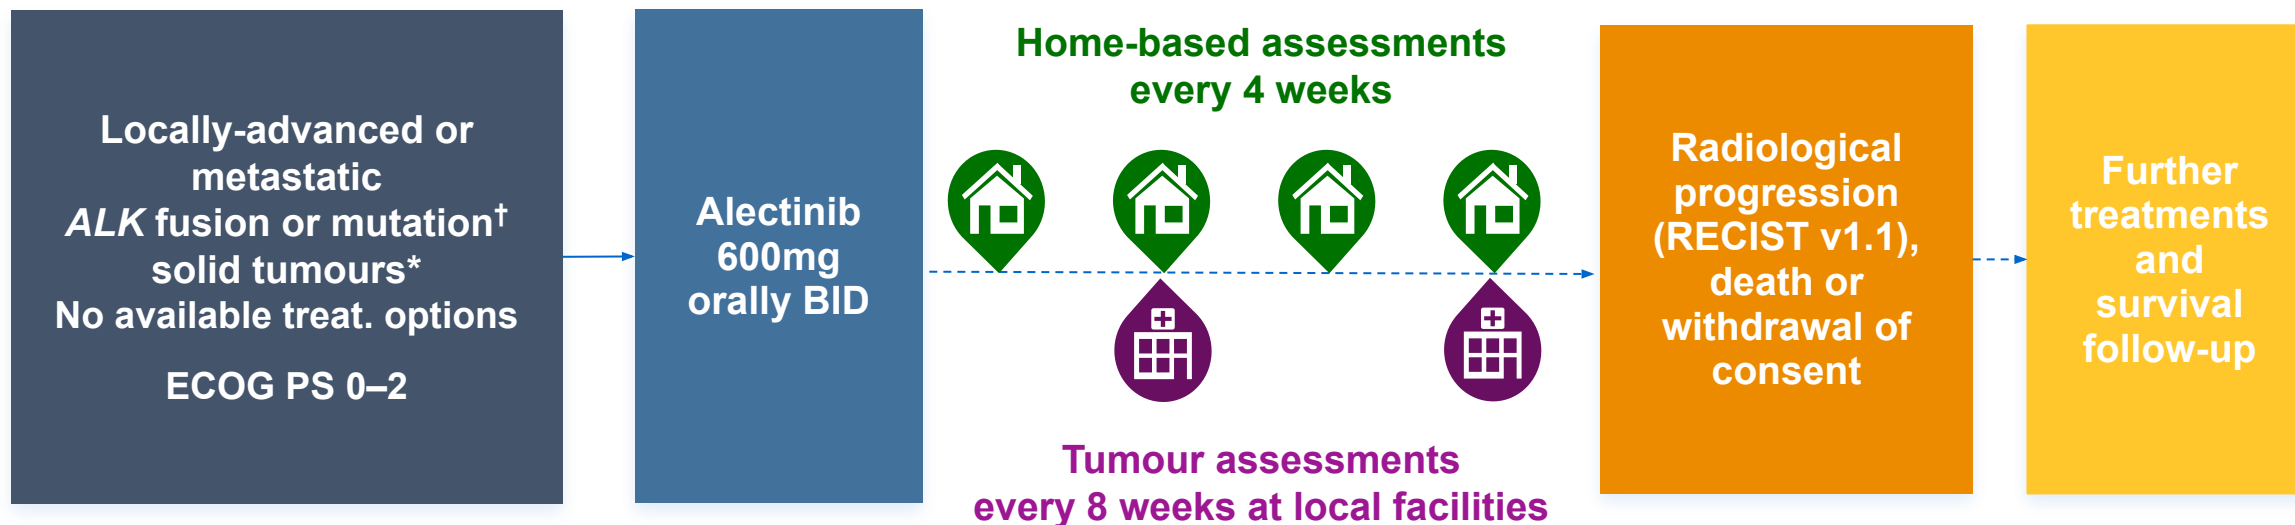 Locally-advanced or
metastatic
ALK fusion or mutation†
solid tumours*
No available treat. options
ECOG PS 0–2
Alectinib
600mg
orally BID
Home-based assessments
every 4 weeks
Tumour assessments
every 8 weeks at local facilities
Radiological
progression
(RECIST v1.1),
death or
withdrawal of
consent
Further
treatments
and
survival
follow-up